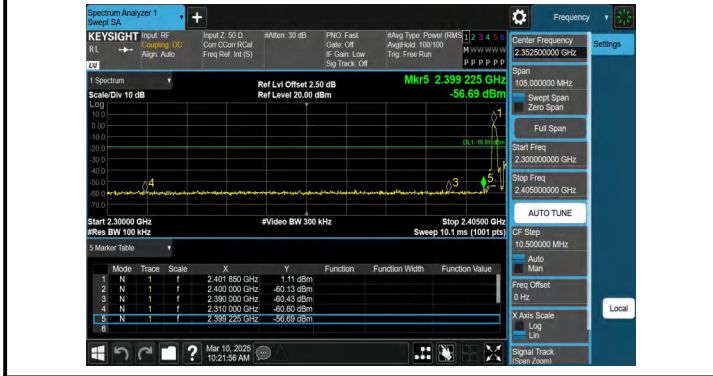 Spectrum Analyzer 1
Swept SA
+
Frequency
KEYSIGHT Input: RF
RL Coupling: DC
Align: Auto
LXI
Input Z: 50 Ω
Corr CCorr RCal
Freq Ref: Int (S)
#Atten: 30 dB
PNO: Fast
Gate: Off
IF Gain: Low
Sig Track: Off
#Avg Type: Power (RMS
Avg|Hold: 100/100
Trig: Free Run
1 2 3 4 5 6
M W W W W W
P P P P P P
1 Spectrum
Scale/Div 10 dB
Ref Lvl Offset 2.50 dB
Ref Level 20.00 dBm
Mkr5 2.399 225 GHz
-56.69 dBm
Log
10.0
0.00
-10.0
-20.0
-30.0
-40.0
-50.0
-60.0
-70.0
1
4
3
5
Start 2.30000 GHz
#Res BW 100 kHz
#Video BW 300 kHz
Stop 2.40500 GHz
Sweep 10.1 ms (1001 pts)
5 Marker Table
Mode Trace Scale X Y Function Function Width Function Value
1 N 1 f 2.401 850 GHz 1.11 dBm
2 N 1 f 2.400 000 GHz -60.13 dBm
3 N 1 f 2.390 000 GHz -60.43 dBm
4 N 1 f 2.310 000 GHz -60.60 dBm
5 N 1 f 2.399 225 GHz -56.69 dBm
6
? Mar 10, 2025
10:21:56 AM
Center Frequency
2.352500000 GHz
Settings
Span
105.000000 MHz
Swept Span
Zero Span
Full Span
Start Freq
2.300000000 GHz
Stop Freq
2.405000000 GHz
AUTO TUNE
CF Step
10.500000 MHz
Auto
Man
Freq Offset
0 Hz
X Axis Scale
Log
Lin
Local
Signal Track
(Span Zoom)